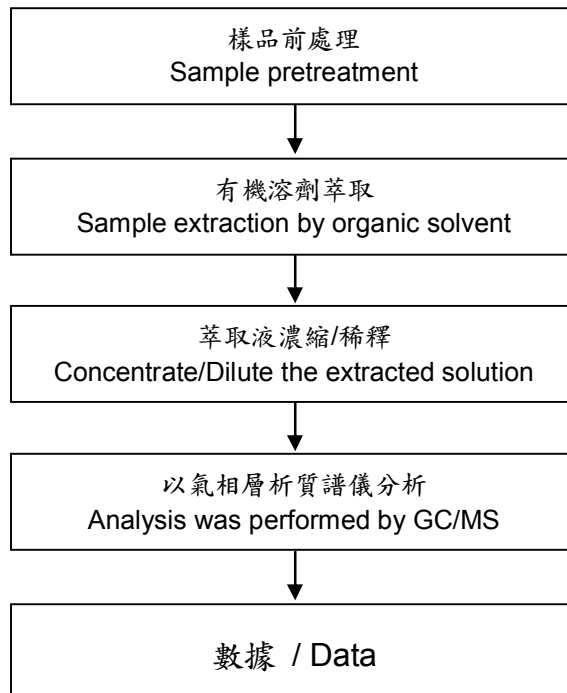 樣品前處理
Sample pretreatment
有機溶劑萃取
Sample extraction by organic solvent
萃取液濃縮/稀釋
Concentrate/Dilute the extracted solution
以氣相層析質譜儀分析
Analysis was performed by GC/MS
數據 / Data